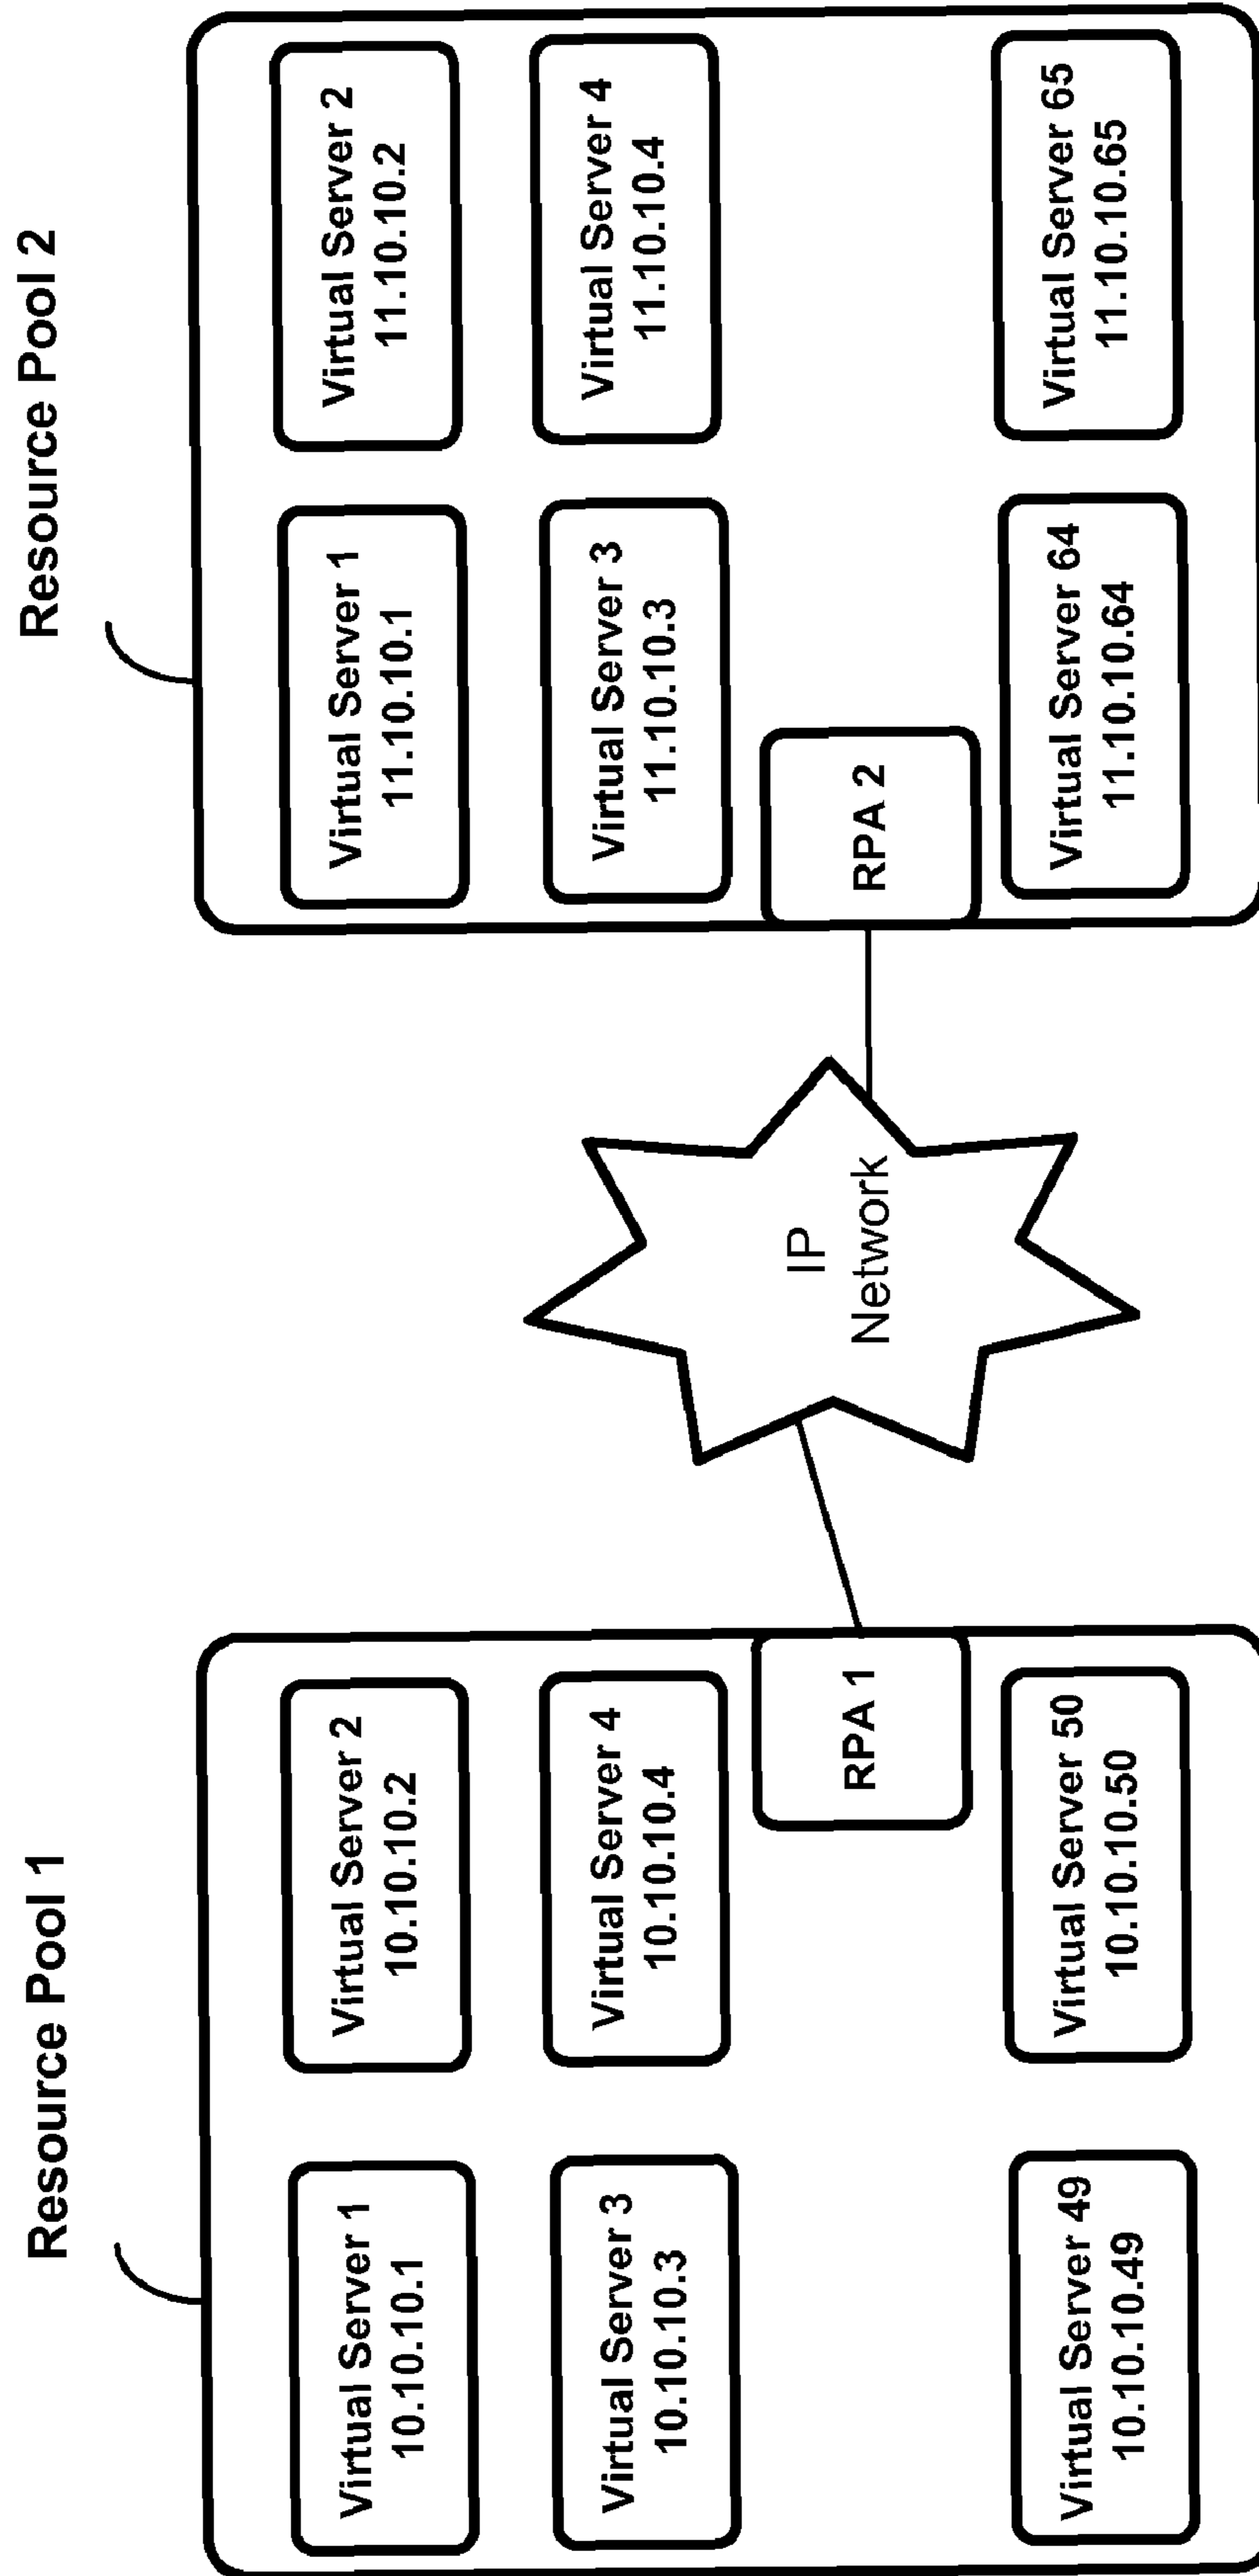 Resource Pool 1
Virtual Server 1
10.10.10.1
Virtual Server 2
10.10.10.2
Virtual Server 3
10.10.10.3
Virtual Server 4
10.10.10.4
RPA 1
Virtual Server 49
10.10.10.49
Virtual Server 50
10.10.10.50
IP
Network
Resource Pool 2
Virtual Server 1
11.10.10.1
Virtual Server 2
11.10.10.2
Virtual Server 3
11.10.10.3
Virtual Server 4
11.10.10.4
RPA 2
Virtual Server 64
11.10.10.64
Virtual Server 65
11.10.10.65